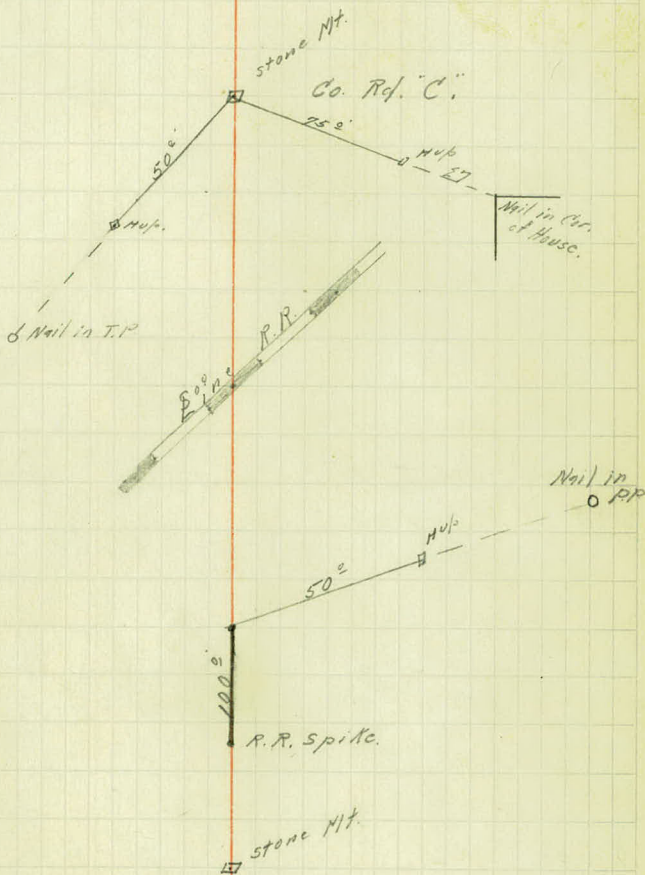 stone Mt.
Co. Rd. "C".
50°
75°
Hub
Hub.
Nail in Cor.
of House.
Nail in T.P
R.R.
Soo
Line
Nail in
P.P
Hub
50°
100°
R.R. Spike.
stone Mt.